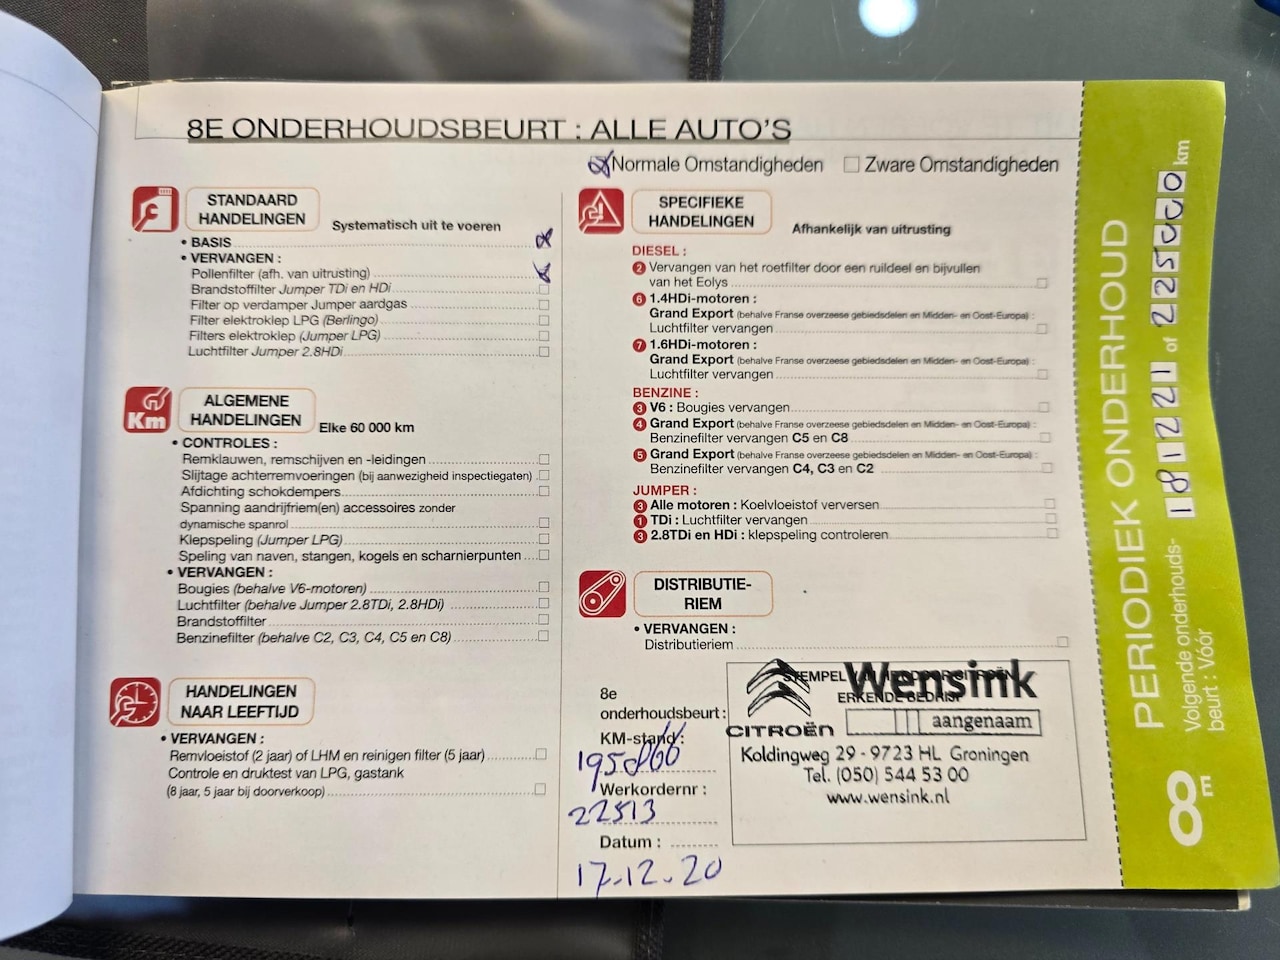 8E ONDERHOUDSBEURT : ALLE AUTO'S
Normale Omstandigheden Zware Omstandigheden
STANDAARD
HANDELINGEN
Systematisch uit te voeren
• BASIS
• VERVANGEN :
Pollenfilter (afh. van uitrusting)
Brandstoffilter Jumper TDi en HDi
Filter op verdamper Jumper aardgas
Filter elektroklep LPG (Berlingo)
Filters elektroklep (Jumper LPG)
Luchtfilter Jumper 2.8HDi
Km
ALGEMENE
HANDELINGEN
Elke 60 000 km
• CONTROLES :
Remklauwen, remschijven en -leidingen
Slijtage achterremvoeringen (bij aanwezigheid inspectiegaten)
Afdichting schokdempers
Spanning aandrijfriem(en) accessoires zonder
dynamische spanrol
Klepspeling (Jumper LPG)
Speling van naven, stangen, kogels en scharnierpunten
• VERVANGEN :
Bougies (behalve V6-motoren)
Luchtfilter (behalve Jumper 2.8TDi, 2.8HDi)
Brandstoffilter
Benzinefilter (behalve C2, C3, C4, C5 en C8)
HANDELINGEN
NAAR LEEFTIJD
• VERVANGEN :
Remvloeistof (2 jaar) of LHM en reinigen filter (5 jaar)
Controle en druktest van LPG, gastank
(8 jaar, 5 jaar bij doorverkoop)
SPECIFIEKE
HANDELINGEN
Afhankelijk van uitrusting
DIESEL :
2 Vervangen van het roetfilter door een ruildeel en bijvullen
van het Eolys
6 1.4HDi-motoren :
Grand Export (behalve Franse overzeese gebiedsdelen en Midden- en Oost-Europa) :
Luchtfilter vervangen
7 1.6HDi-motoren :
Grand Export (behalve Franse overzeese gebiedsdelen en Midden- en Oost-Europa) :
Luchtfilter vervangen
BENZINE :
3 V6 : Bougies vervangen
4 Grand Export (behalve Franse overzeese gebiedsdelen en Midden- en Oost-Europa) :
Benzinefilter vervangen C5 en C8
5 Grand Export (behalve Franse overzeese gebiedsdelen en Midden- en Oost-Europa) :
Benzinefilter vervangen C4, C3 en C2
JUMPER :
3 Alle motoren : Koelvloeistof verversen
1 TDi : Luchtfilter vervangen
3 2.8TDi en HDi : klepspeling controleren
DISTRIBUTIE-
RIEM
• VERVANGEN :
Distributieriem
8e
onderhoudsbeurt :
KM-stand :
195866
Werkordernr :
22513
Datum :
17.12.20
STEMPEL CITROËN
ERKENDE BEDRIJF
Wensink
CITROËN
aangenaam
Koldingweg 29 - 9723 HL Groningen
Tel. (050) 544 53 00
www.wensink.nl
PERIODIEK ONDERHOUD
Volgende onderhouds-
beurt : Vóór
181221 of 225000 km
8E